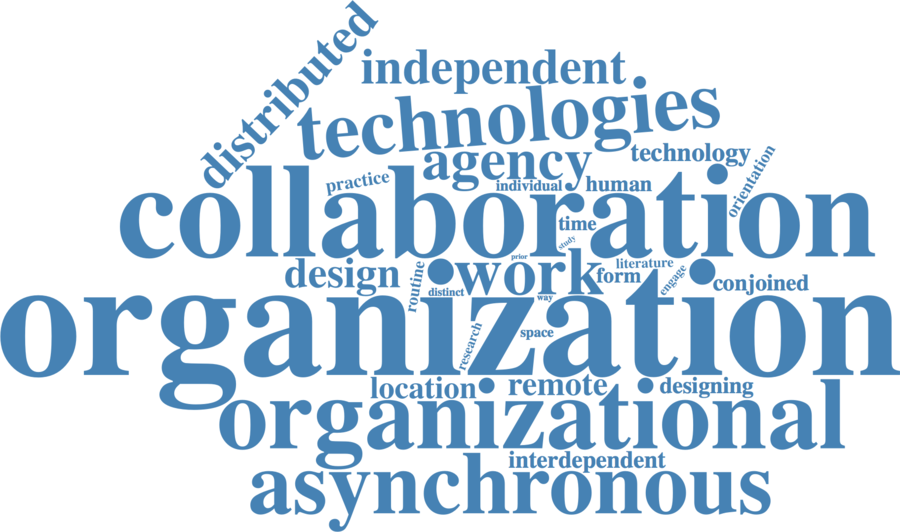 distributed
independent
technologies
agency
technology
orientation
practice
individual
human
collaboration
time
study
prior
design
routine
work
form
literature
engage
conjoined
distinct
way
organization
research
space
location
remote
designing
organizational
interdependent
asynchronous